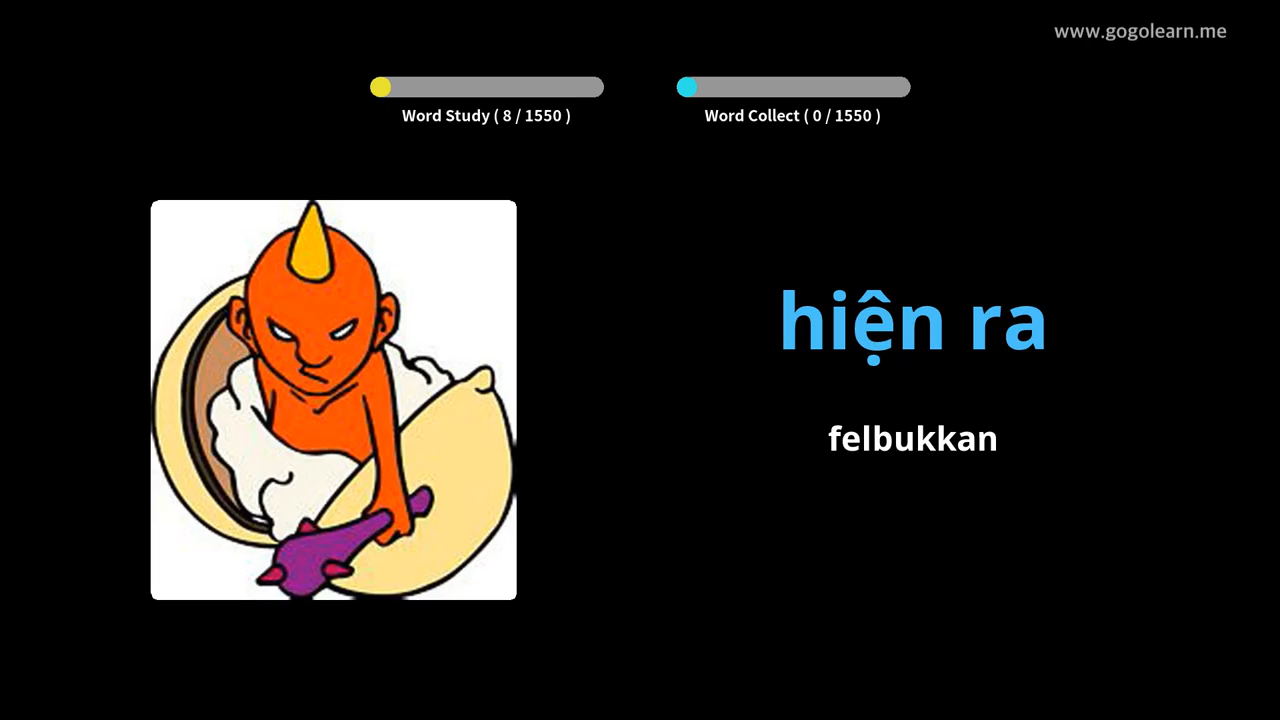 www.gogolearn.me
Word Study ( 8 / 1550 )
Word Collect ( 0 / 1550 )
hiện ra
felbukkan